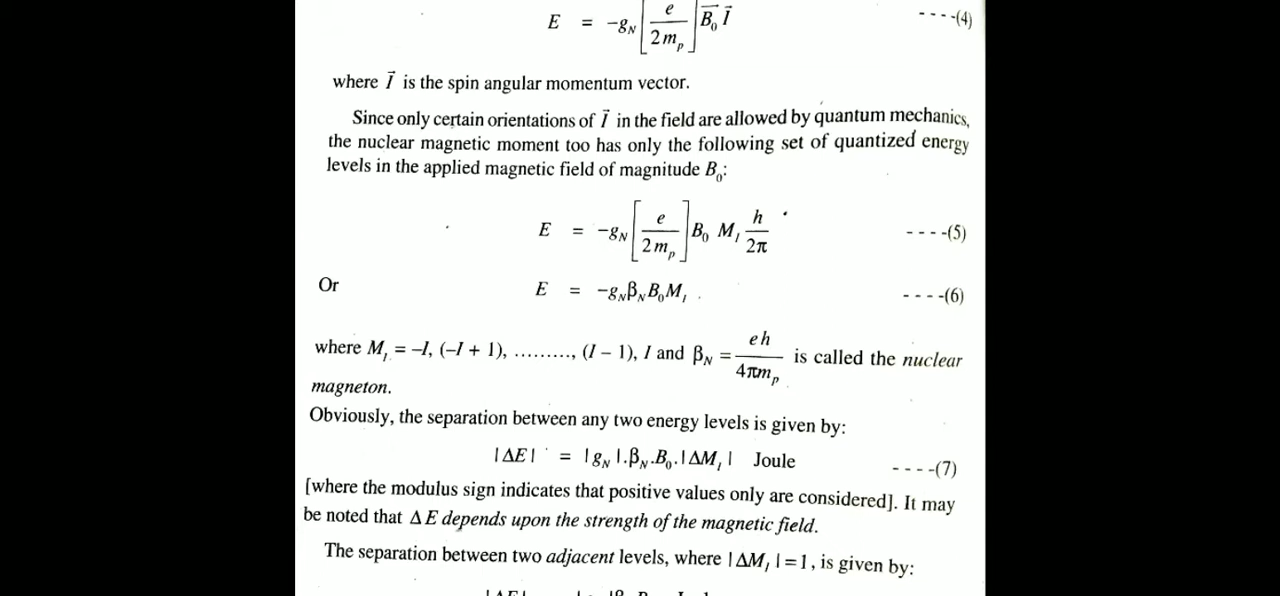 E = −g_N [e / 2m_p] B⃗₀ I⃗ ----(4)
where I⃗ is the spin angular momentum vector.
Since only certain orientations of I⃗ in the field are allowed by quantum mechanics,
the nuclear magnetic moment too has only the following set of quantized energy
levels in the applied magnetic field of magnitude B₀:
E = −g_N [e / 2m_p] B₀ M_I h / 2π ----(5)
Or E = −g_N β_N B₀ M_I . ----(6)
where M_I = −I, (−I + 1), ........., (I − 1), I and β_N = eh / 4πm_p is called the nuclear
magneton.
Obviously, the separation between any two energy levels is given by:
|ΔE| = |g_N|.β_N.B₀.|ΔM_I| Joule ----(7)
[where the modulus sign indicates that positive values only are considered]. It may
be noted that ΔE depends upon the strength of the magnetic field.
The separation between two adjacent levels, where |ΔM_I| = 1, is given by: